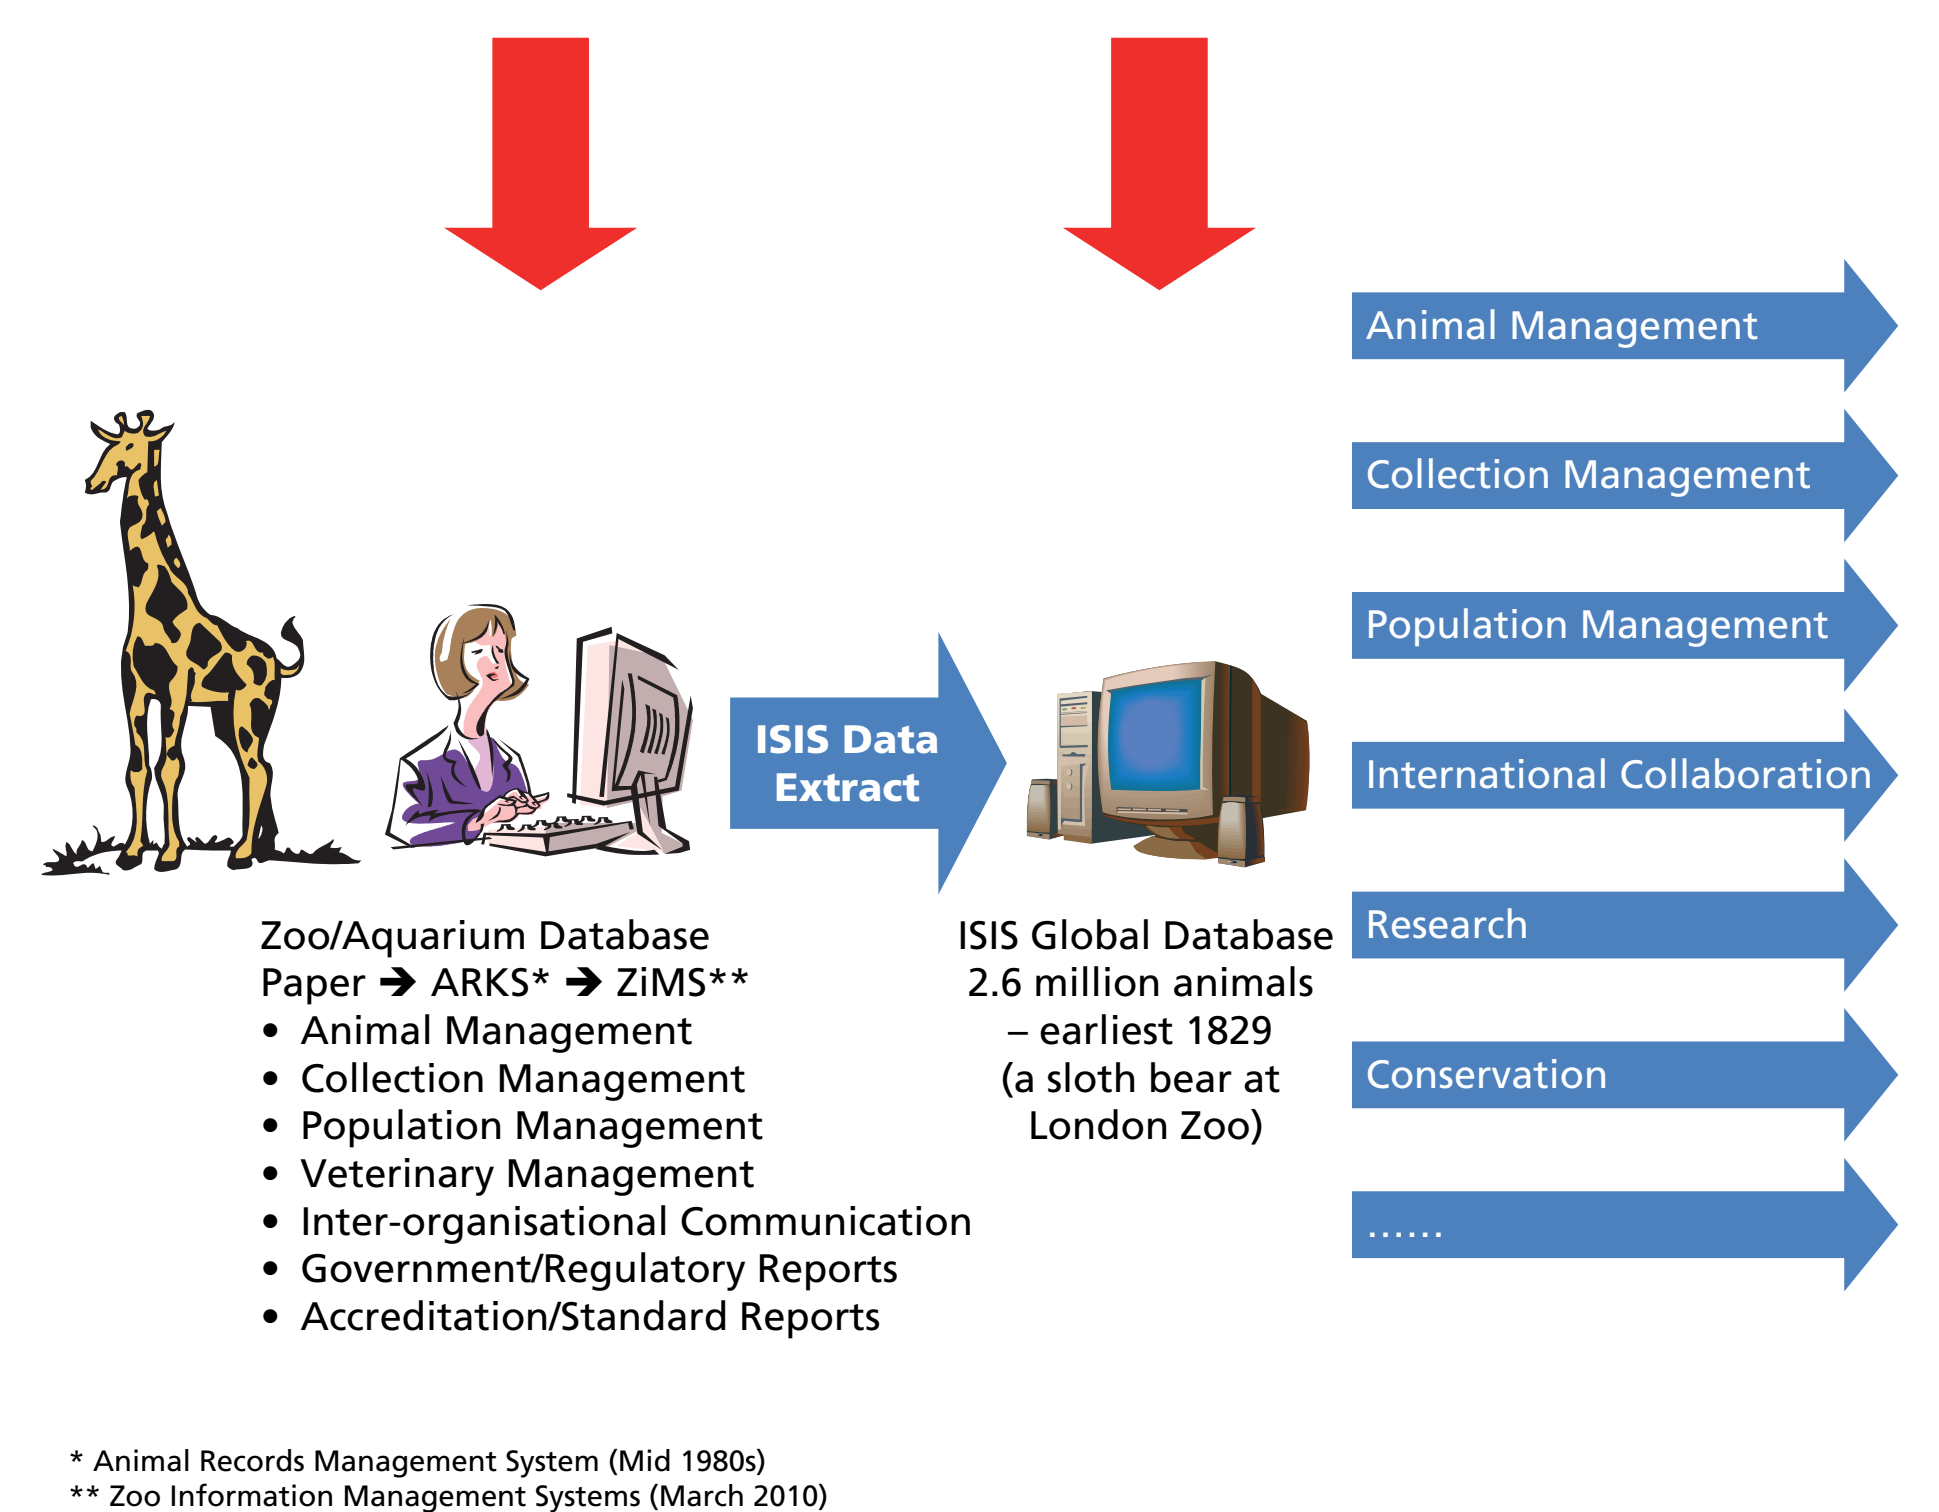 ISIS Data
Extract
Zoo/Aquarium Database
Paper ➔ ARKS* ➔ ZiMS**
• Animal Management
• Collection Management
• Population Management
• Veterinary Management
• Inter-organisational Communication
• Government/Regulatory Reports
• Accreditation/Standard Reports
ISIS Global Database
2.6 million animals
– earliest 1829
(a sloth bear at
London Zoo)
Animal Management
Collection Management
Population Management
International Collaboration
Research
Conservation
......
* Animal Records Management System (Mid 1980s)
** Zoo Information Management Systems (March 2010)